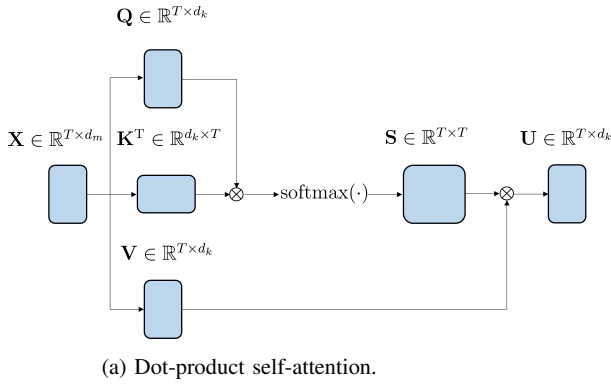 𝐐 ∈ ℝ^{T×d_k}
𝐗 ∈ ℝ^{T×d_m}
𝐊^T ∈ ℝ^{d_k×T}
𝐒 ∈ ℝ^{T×T}
𝐔 ∈ ℝ^{T×d_k}
softmax(·)
𝐕 ∈ ℝ^{T×d_k}
(a) Dot-product self-attention.